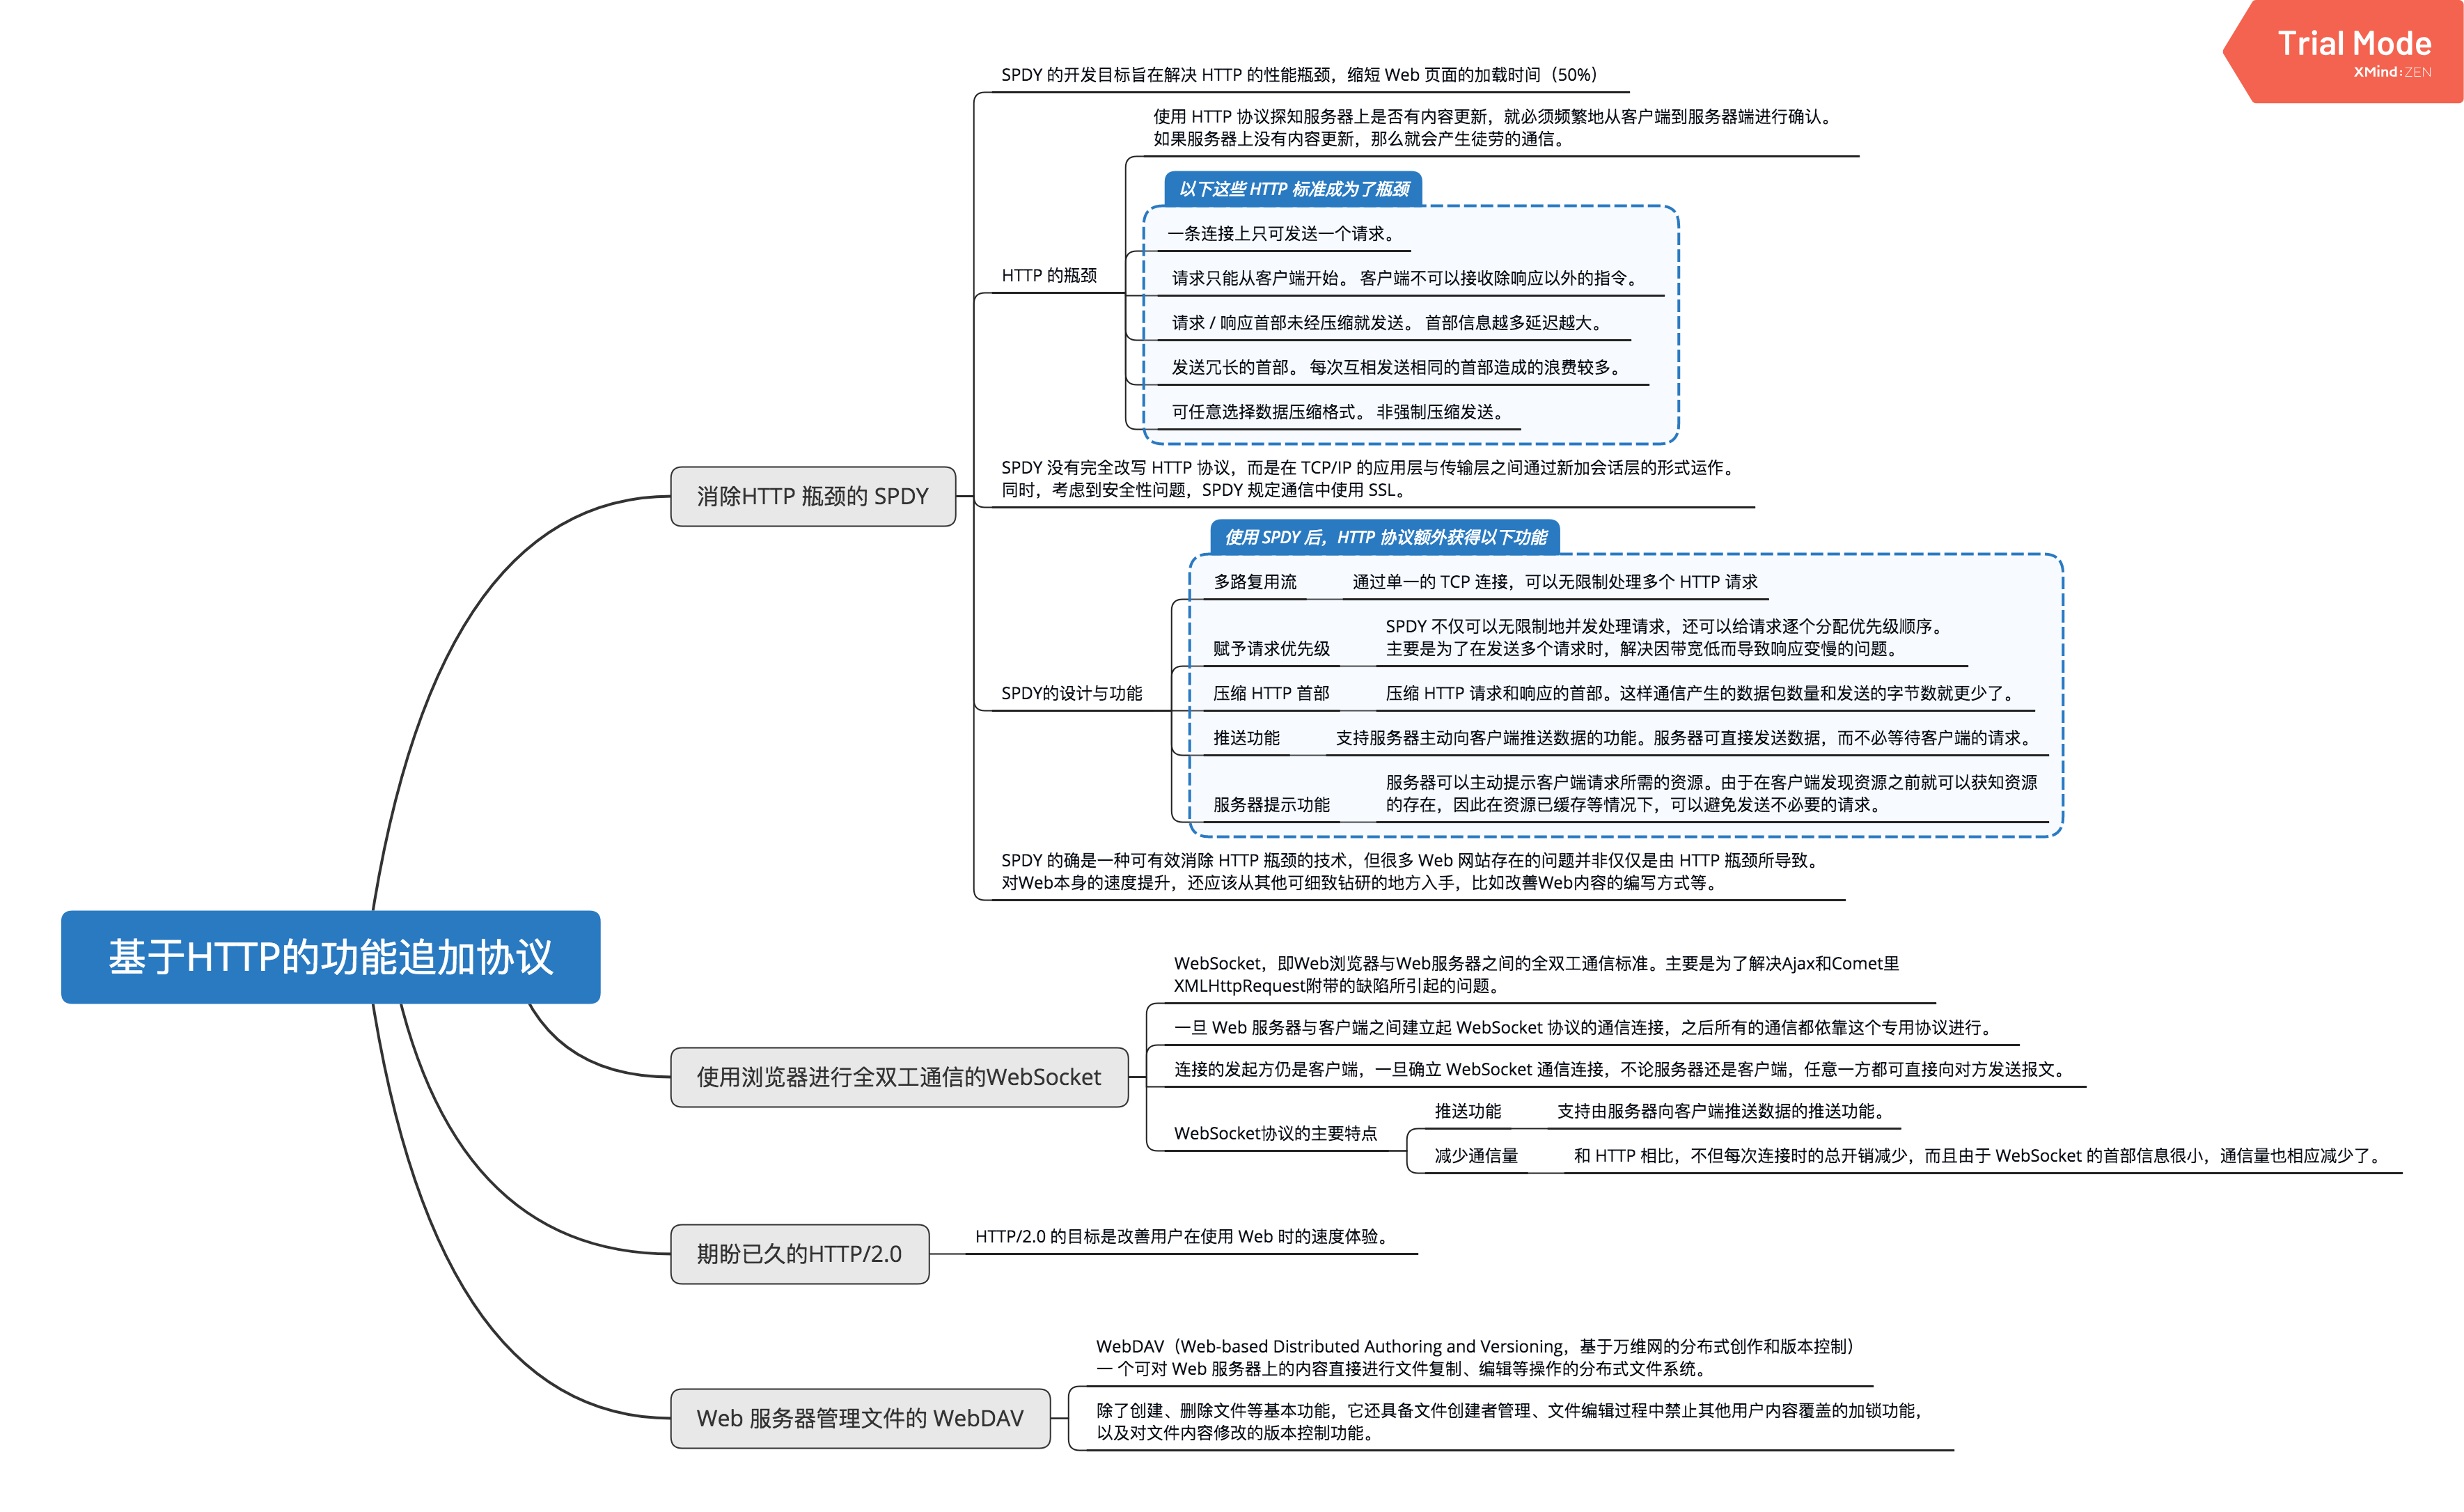 Trial Mode
XMind:ZEN
基于HTTP的功能追加协议
消除HTTP 瓶颈的 SPDY
SPDY 的开发目标旨在解决 HTTP 的性能瓶颈，缩短 Web 页面的加载时间（50%）
HTTP 的瓶颈
使用 HTTP 协议探知服务器上是否有内容更新，就必须频繁地从客户端到服务器端进行确认。
如果服务器上没有内容更新，那么就会产生徒劳的通信。
以下这些 HTTP 标准成为了瓶颈
一条连接上只可发送一个请求。
请求只能从客户端开始。 客户端不可以接收除响应以外的指令。
请求 / 响应首部未经压缩就发送。 首部信息越多延迟越大。
发送冗长的首部。 每次互相发送相同的首部造成的浪费较多。
可任意选择数据压缩格式。 非强制压缩发送。
SPDY 没有完全改写 HTTP 协议，而是在 TCP/IP 的应用层与传输层之间通过新加会话层的形式运作。
同时，考虑到安全性问题，SPDY 规定通信中使用 SSL。
SPDY的设计与功能
使用 SPDY 后，HTTP 协议额外获得以下功能
多路复用流
通过单一的 TCP 连接，可以无限制处理多个 HTTP 请求
赋予请求优先级
SPDY 不仅可以无限制地并发处理请求，还可以给请求逐个分配优先级顺序。
主要是为了在发送多个请求时，解决因带宽低而导致响应变慢的问题。
压缩 HTTP 首部
压缩 HTTP 请求和响应的首部。这样通信产生的数据包数量和发送的字节数就更少了。
推送功能
支持服务器主动向客户端推送数据的功能。服务器可直接发送数据，而不必等待客户端的请求。
服务器提示功能
服务器可以主动提示客户端请求所需的资源。由于在客户端发现资源之前就可以获知资源
的存在，因此在资源已缓存等情况下，可以避免发送不必要的请求。
SPDY 的确是一种可有效消除 HTTP 瓶颈的技术，但很多 Web 网站存在的问题并非仅仅是由 HTTP 瓶颈所导致。
对Web本身的速度提升，还应该从其他可细致钻研的地方入手，比如改善Web内容的编写方式等。
使用浏览器进行全双工通信的WebSocket
WebSocket，即Web浏览器与Web服务器之间的全双工通信标准。主要是为了解决Ajax和Comet里
XMLHttpRequest附带的缺陷所引起的问题。
一旦 Web 服务器与客户端之间建立起 WebSocket 协议的通信连接，之后所有的通信都依靠这个专用协议进行。
连接的发起方仍是客户端，一旦确立 WebSocket 通信连接，不论服务器还是客户端，任意一方都可直接向对方发送报文。
WebSocket协议的主要特点
推送功能
支持由服务器向客户端推送数据的推送功能。
减少通信量
和 HTTP 相比，不但每次连接时的总开销减少，而且由于 WebSocket 的首部信息很小，通信量也相应减少了。
期盼已久的HTTP/2.0
HTTP/2.0 的目标是改善用户在使用 Web 时的速度体验。
Web 服务器管理文件的 WebDAV
WebDAV（Web-based Distributed Authoring and Versioning，基于万维网的分布式创作和版本控制）
一 个可对 Web 服务器上的内容直接进行文件复制、编辑等操作的分布式文件系统。
除了创建、删除文件等基本功能，它还具备文件创建者管理、文件编辑过程中禁止其他用户内容覆盖的加锁功能，
以及对文件内容修改的版本控制功能。